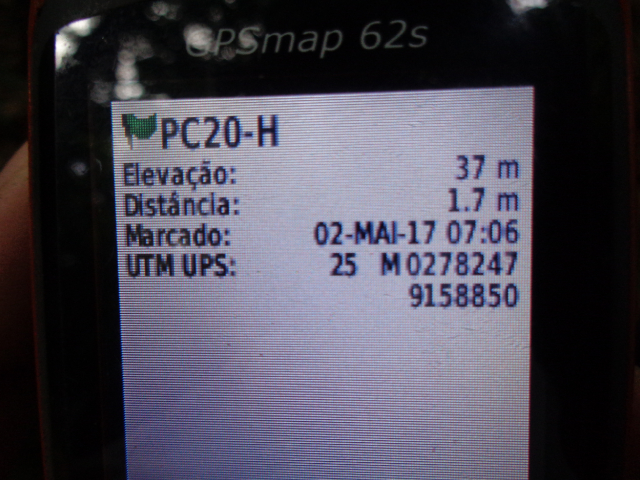 GPSmap 62s
PC20-H
Elevação: 37 m
Distância: 1.7 m
Marcado: 02-MAI-17 07:06
UTM UPS: 25 M 0278247
9158850